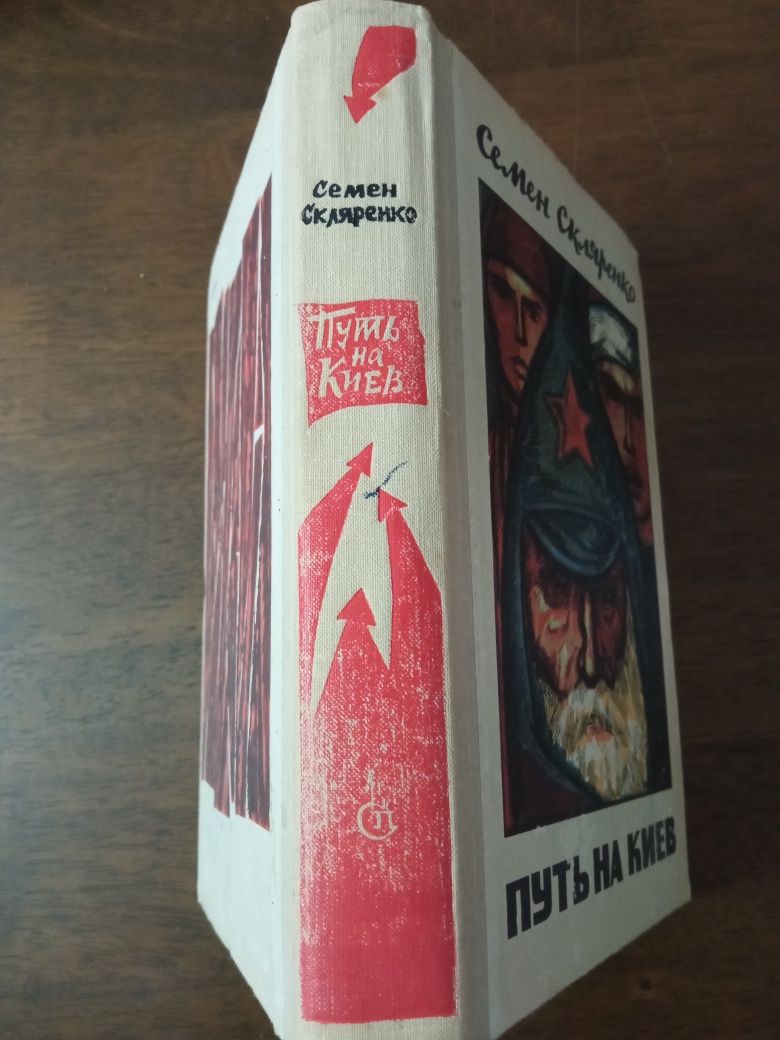 Семен
Скляренко
Путь
на
Киев
Семен Скляренко
ПУТЬ НА КИЕВ